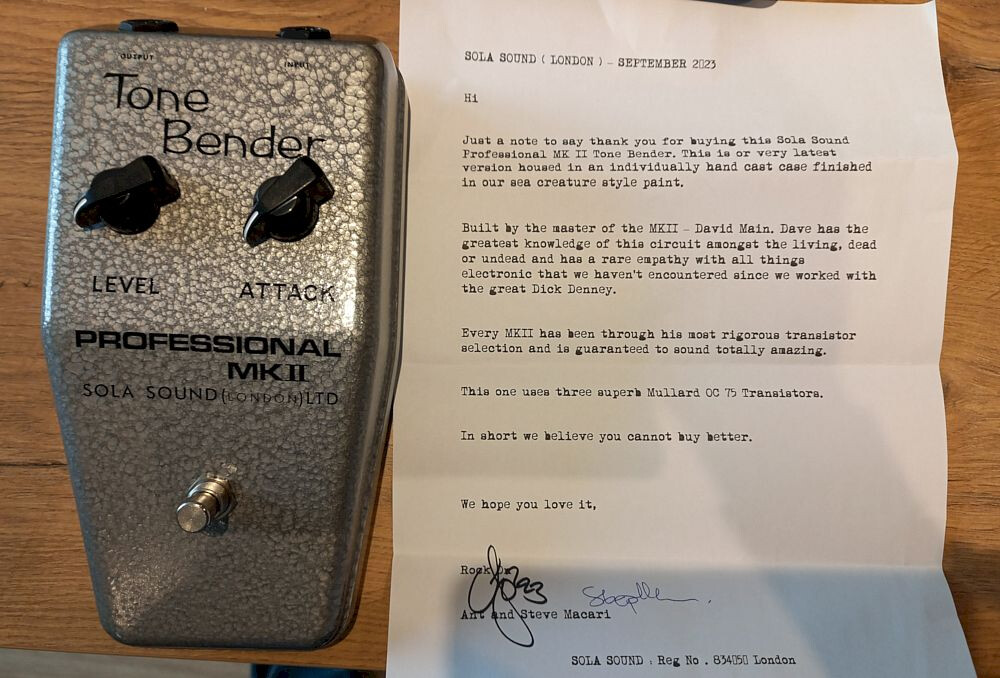 OUTPUT
INPUT
Tone
Bender
LEVEL
ATTACK
PROFESSIONAL
MK II
SOLA SOUND (LONDON) LTD
SOLA SOUND ( LONDON ) – SEPTEMBER 2023
Hi
Just a note to say thank you for buying this Sola Sound
Professional MK II Tone Bender. This is or very latest
version housed in an individually hand cast case finished
in our sea creature style paint.
Built by the master of the MKII – David Main. Dave has the
greatest knowledge of this circuit amongst the living, dead
or undead and has a rare empathy with all things
electronic that we haven't encountered since we worked with
the great Dick Denney.
Every MKII has been through his most rigorous transistor
selection and is guaranteed to sound totally amazing.
This one uses three superb Mullard OC 75 Transistors.
In short we believe you cannot buy better.
We hope you love it,
Rock On
Ant and Steve Macari
SOLA SOUND : Reg No . 834050 London